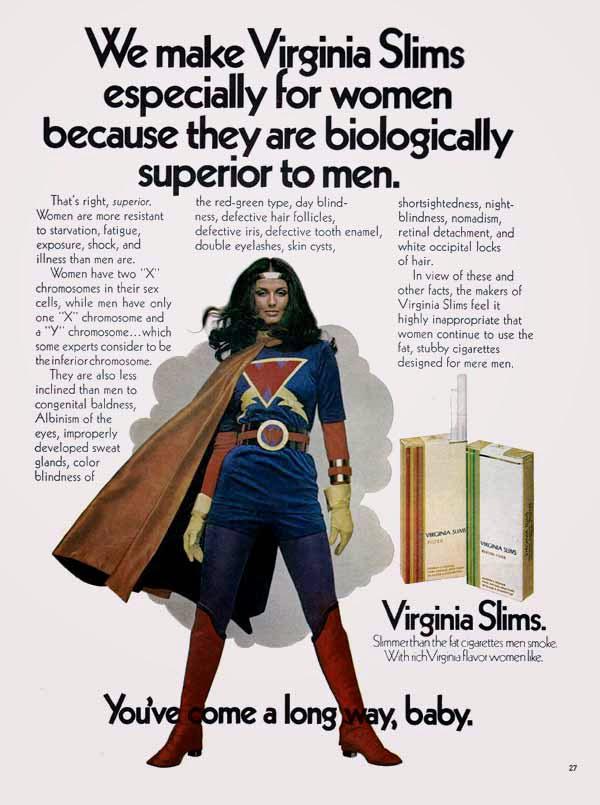 We make Virginia Slims
especially for women
because they are biologically
superior to men.
That's right, superior.
Women are more resistant
to starvation, fatigue,
exposure, shock, and
illness than men are.
Women have two "X"
chromosomes in their sex
cells, while men have only
one "X" chromosome and
a "Y" chromosome...which
some experts consider to be
the inferior chromosome.
They are also less
inclined than men to
congenital baldness,
Albinism of the
eyes, improperly
developed sweat
glands, color
blindness of
the red-green type, day blind-
ness, defective hair follicles,
defective iris, defective tooth enamel,
double eyelashes, skin cysts,
shortsightedness, night-
blindness, nomadism,
retinal detachment, and
white occipital locks
of hair.
In view of these and
other facts, the makers of
Virginia Slims feel it
highly inappropriate that
women continue to use the
fat, stubby cigarettes
designed for mere men.
VIRGINIA SLIMS
FILTER
VIRGINIA SLIMS
Virginia Slims.
Slimmer than the fat cigarettes men smoke.
With rich Virginia flavor women like.
You've come a long way, baby.
27